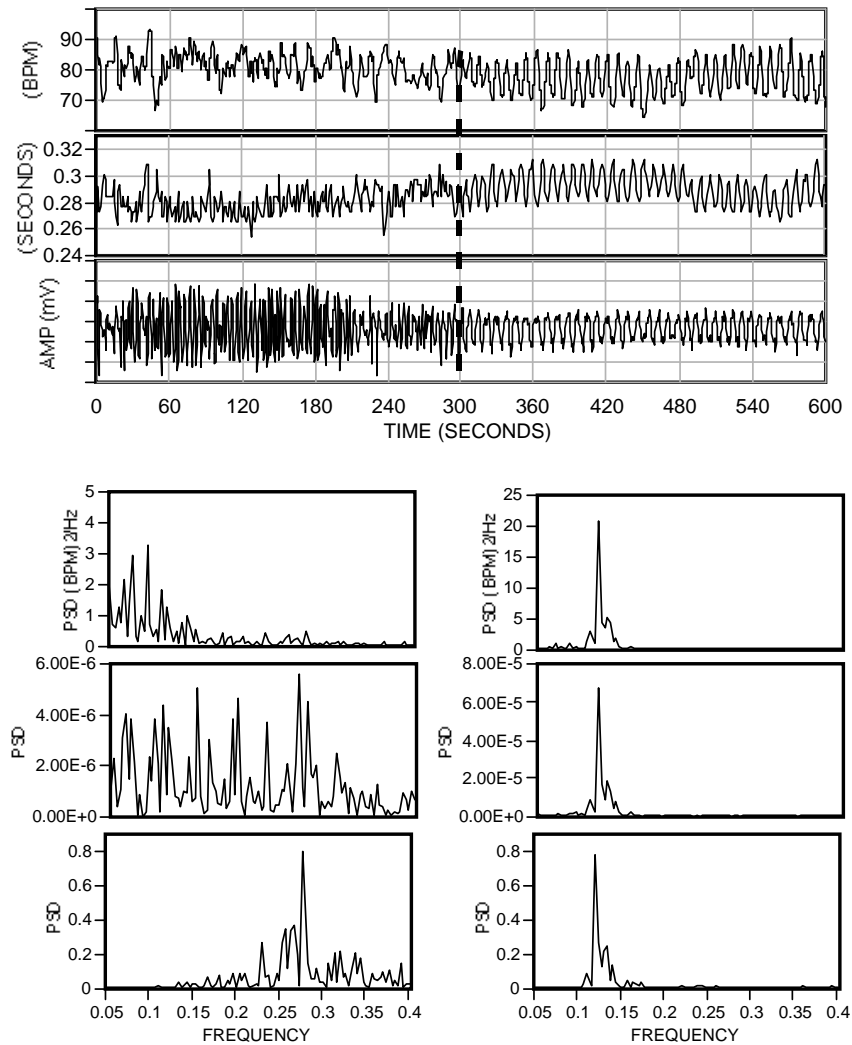 (BPM)
90
80
70
(SECONDS)
0.32
0.3
0.28
0.26
0.24
AMP (mV)
0 60 120 180 240 300 360 420 480 540 600
TIME (SECONDS)
PSD (BPM)2/Hz
5
4
3
2
1
0
PSD (BPM)2/Hz
25
20
15
10
5
0
PSD
6.00E-6
4.00E-6
2.00E-6
0.00E+0
PSD
8.00E-5
6.00E-5
4.00E-5
2.00E-5
0.00E+0
PSD
0.8
0.6
0.4
0.2
0
0.05 0.1 0.15 0.2 0.25 0.3 0.35 0.4
FREQUENCY
PSD
0.8
0.6
0.4
0.2
0
0.05 0.1 0.15 0.2 0.25 0.3 0.35 0.4
FREQUENCY